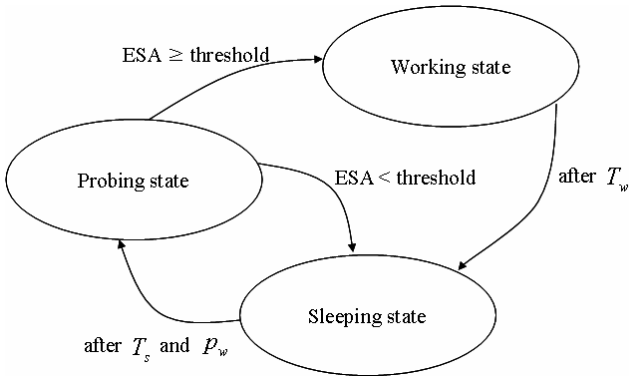 ESA ≥ threshold
Working state
Probing state
ESA < threshold
after T_w
Sleeping state
after T_s and p_w